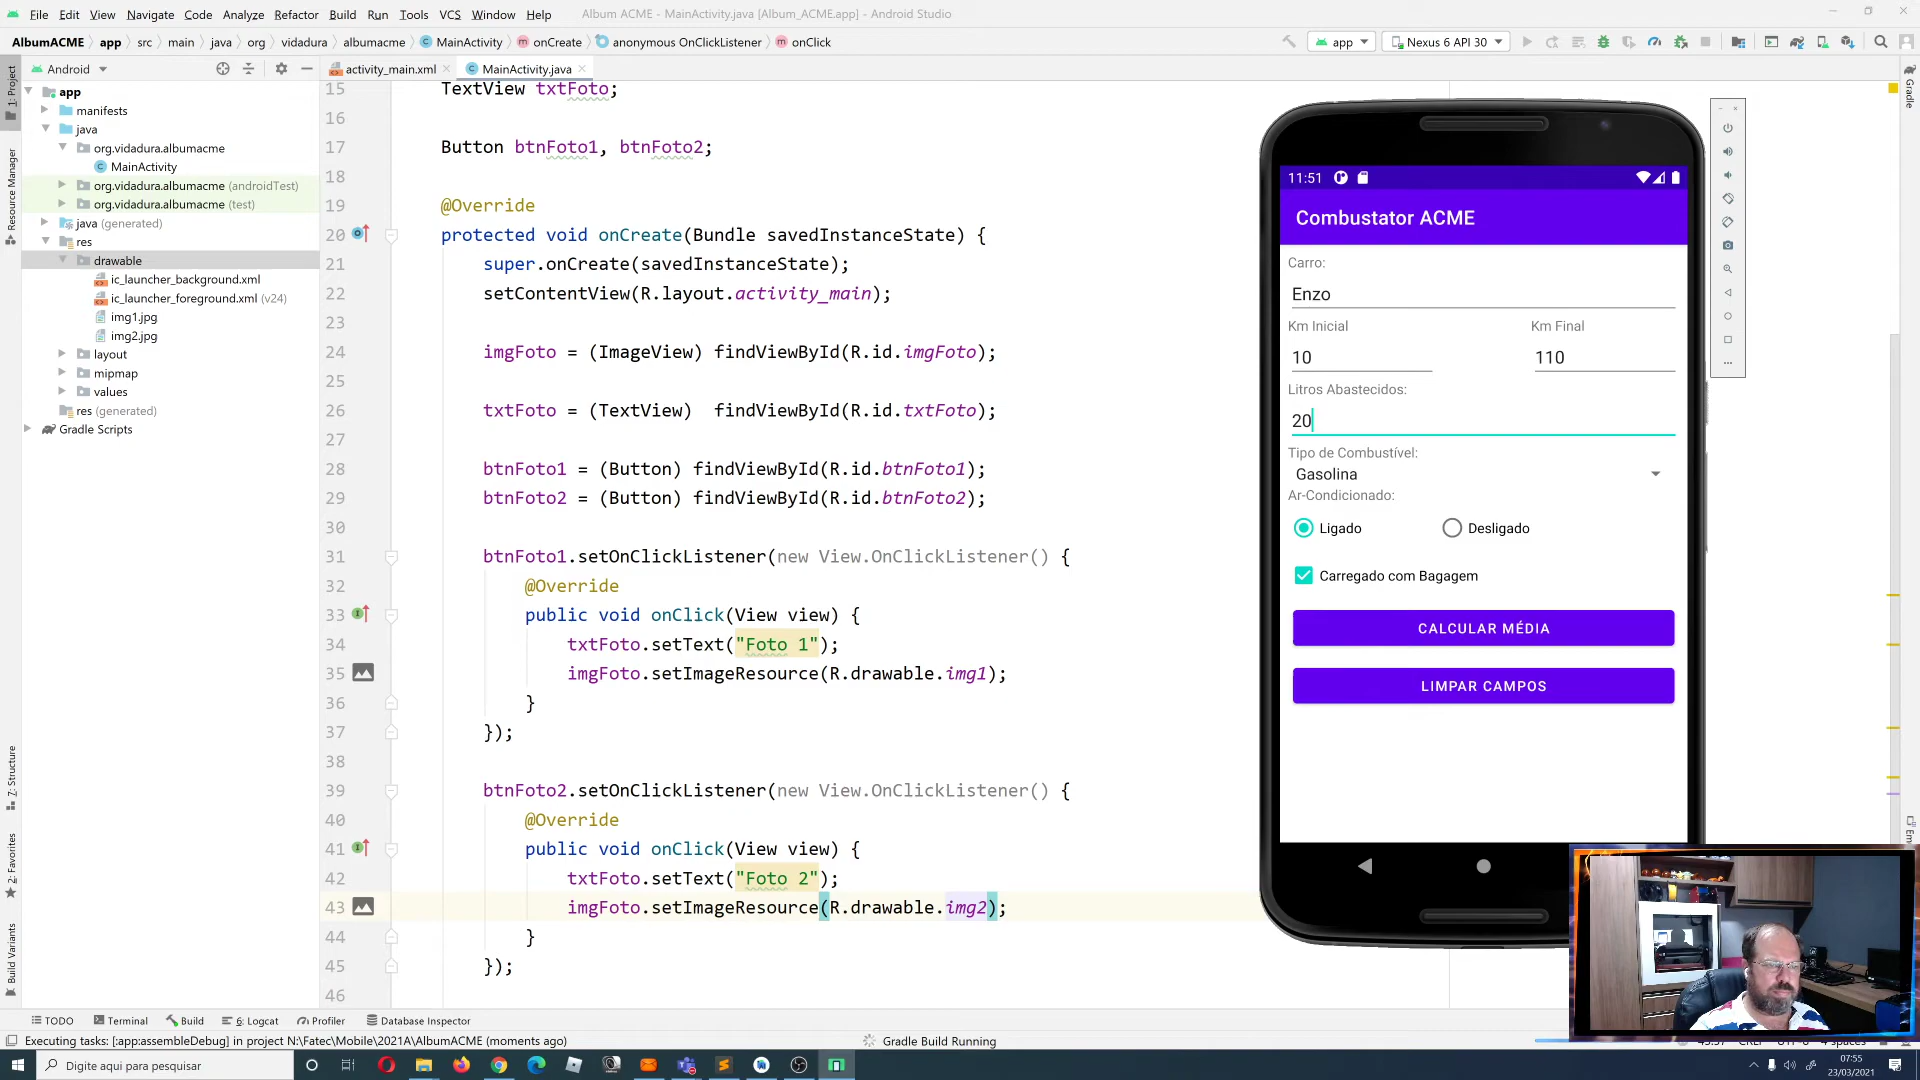 File Edit View Navigate Code Analyze Refactor Build Run Tools VCS Window Help Album ACME - MainActivity.java [Album_ACME.app] - Android Studio
AlbumACME app src main java org vidadura albumacme MainActivity onCreate anonymous OnClickListener onClick app Nexus 6 API 30
Android activity_main.xml MainActivity.java
1: Project
Resource Manager
7: Structure
2: Favorites
Build Variants
Gradle
app
manifests
java
org.vidadura.albumacme
MainActivity
org.vidadura.albumacme (androidTest)
org.vidadura.albumacme (test)
java (generated)
res
drawable
ic_launcher_background.xml
ic_launcher_foreground.xml (v24)
img1.jpg
img2.jpg
layout
mipmap
values
res (generated)
Gradle Scripts
15 TextView txtFoto;
16
17 Button btnFoto1, btnFoto2;
18
19 @Override
20 protected void onCreate(Bundle savedInstanceState) {
21 super.onCreate(savedInstanceState);
22 setContentView(R.layout.activity_main);
23
24 imgFoto = (ImageView) findViewById(R.id.imgFoto);
25
26 txtFoto = (TextView)  findViewById(R.id.txtFoto);
27
28 btnFoto1 = (Button) findViewById(R.id.btnFoto1);
29 btnFoto2 = (Button) findViewById(R.id.btnFoto2);
30
31 btnFoto1.setOnClickListener(new View.OnClickListener() {
32 @Override
33 public void onClick(View view) {
34 txtFoto.setText("Foto 1");
35 imgFoto.setImageResource(R.drawable.img1);
36 }
37 });
38
39 btnFoto2.setOnClickListener(new View.OnClickListener() {
40 @Override
41 public void onClick(View view) {
42 txtFoto.setText("Foto 2");
43 imgFoto.setImageResource(R.drawable.img2);
44 }
45 });
46
11:51
Combustator ACME
Carro:
Enzo
Km Inicial Km Final
10 110
Litros Abastecidos:
20
Tipo de Combustível:
Gasolina
Ar-Condicionado:
Ligado Desligado
Carregado com Bagagem
CALCULAR MÉDIA
LIMPAR CAMPOS
TODO Terminal Build 6: Logcat Profiler Database Inspector
Executing tasks: [:app:assembleDebug] in project N:\Fatec\Mobile\2021A\AlbumACME (moments ago) Gradle Build Running
Digite aqui para pesquisar
07:55
23/03/2021